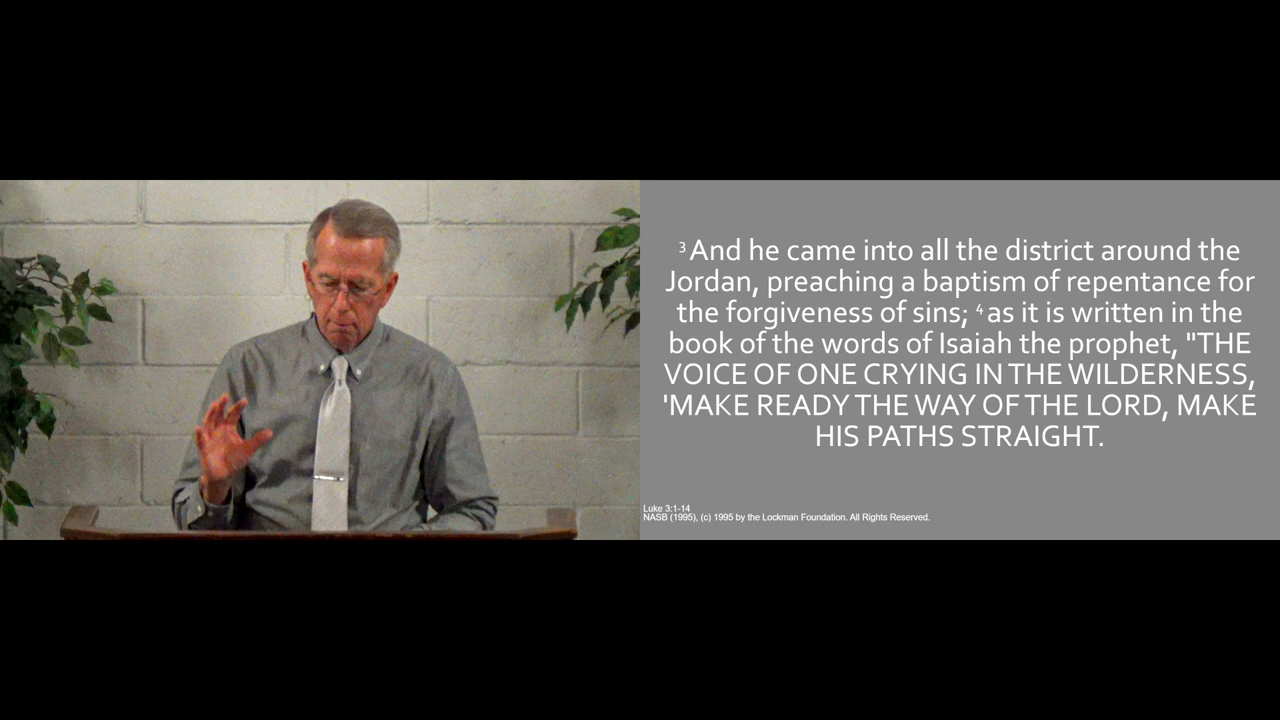 3 And he came into all the district around the
Jordan, preaching a baptism of repentance for
the forgiveness of sins; 4 as it is written in the
book of the words of Isaiah the prophet, "THE
VOICE OF ONE CRYING IN THE WILDERNESS,
'MAKE READY THE WAY OF THE LORD, MAKE
HIS PATHS STRAIGHT.
Luke 3:1-14
NASB (1995), (c) 1995 by the Lockman Foundation. All Rights Reserved.